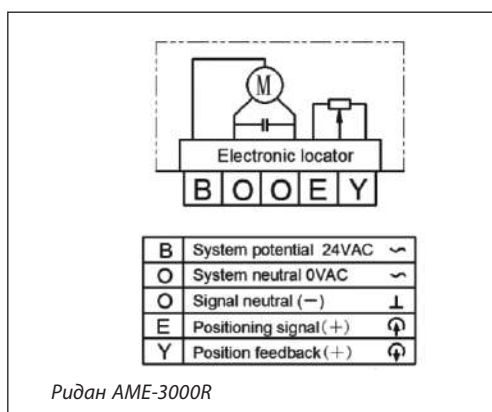 M
Electronic locator
B O O E Y
B System potential 24VAC ∽
O System neutral 0VAC ∽
O Signal neutral (−) ⊥
E Positioning signal(+)
Y Position feedback(+)
Ридан AME-3000R